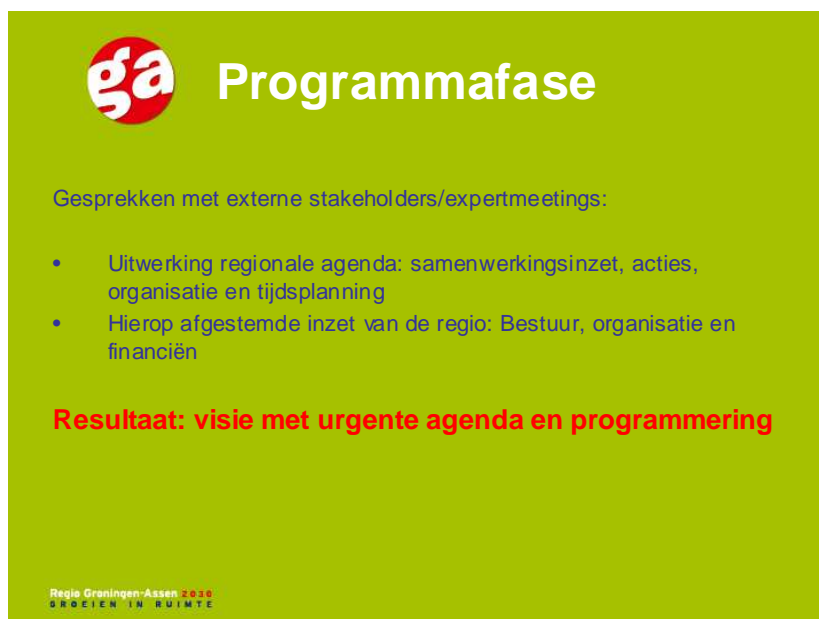 ga
Programmafase
Gesprekken met externe stakeholders/expertmeetings:
• Uitwerking regionale agenda: samenwerkingsinzet, acties,
organisatie en tijdsplanning
• Hierop afgestemde inzet van de regio: Bestuur, organisatie en
financiën
Resultaat: visie met urgente agenda en programmering
Regio Groningen-Assen 2030
GROEIEN IN RUIMTE